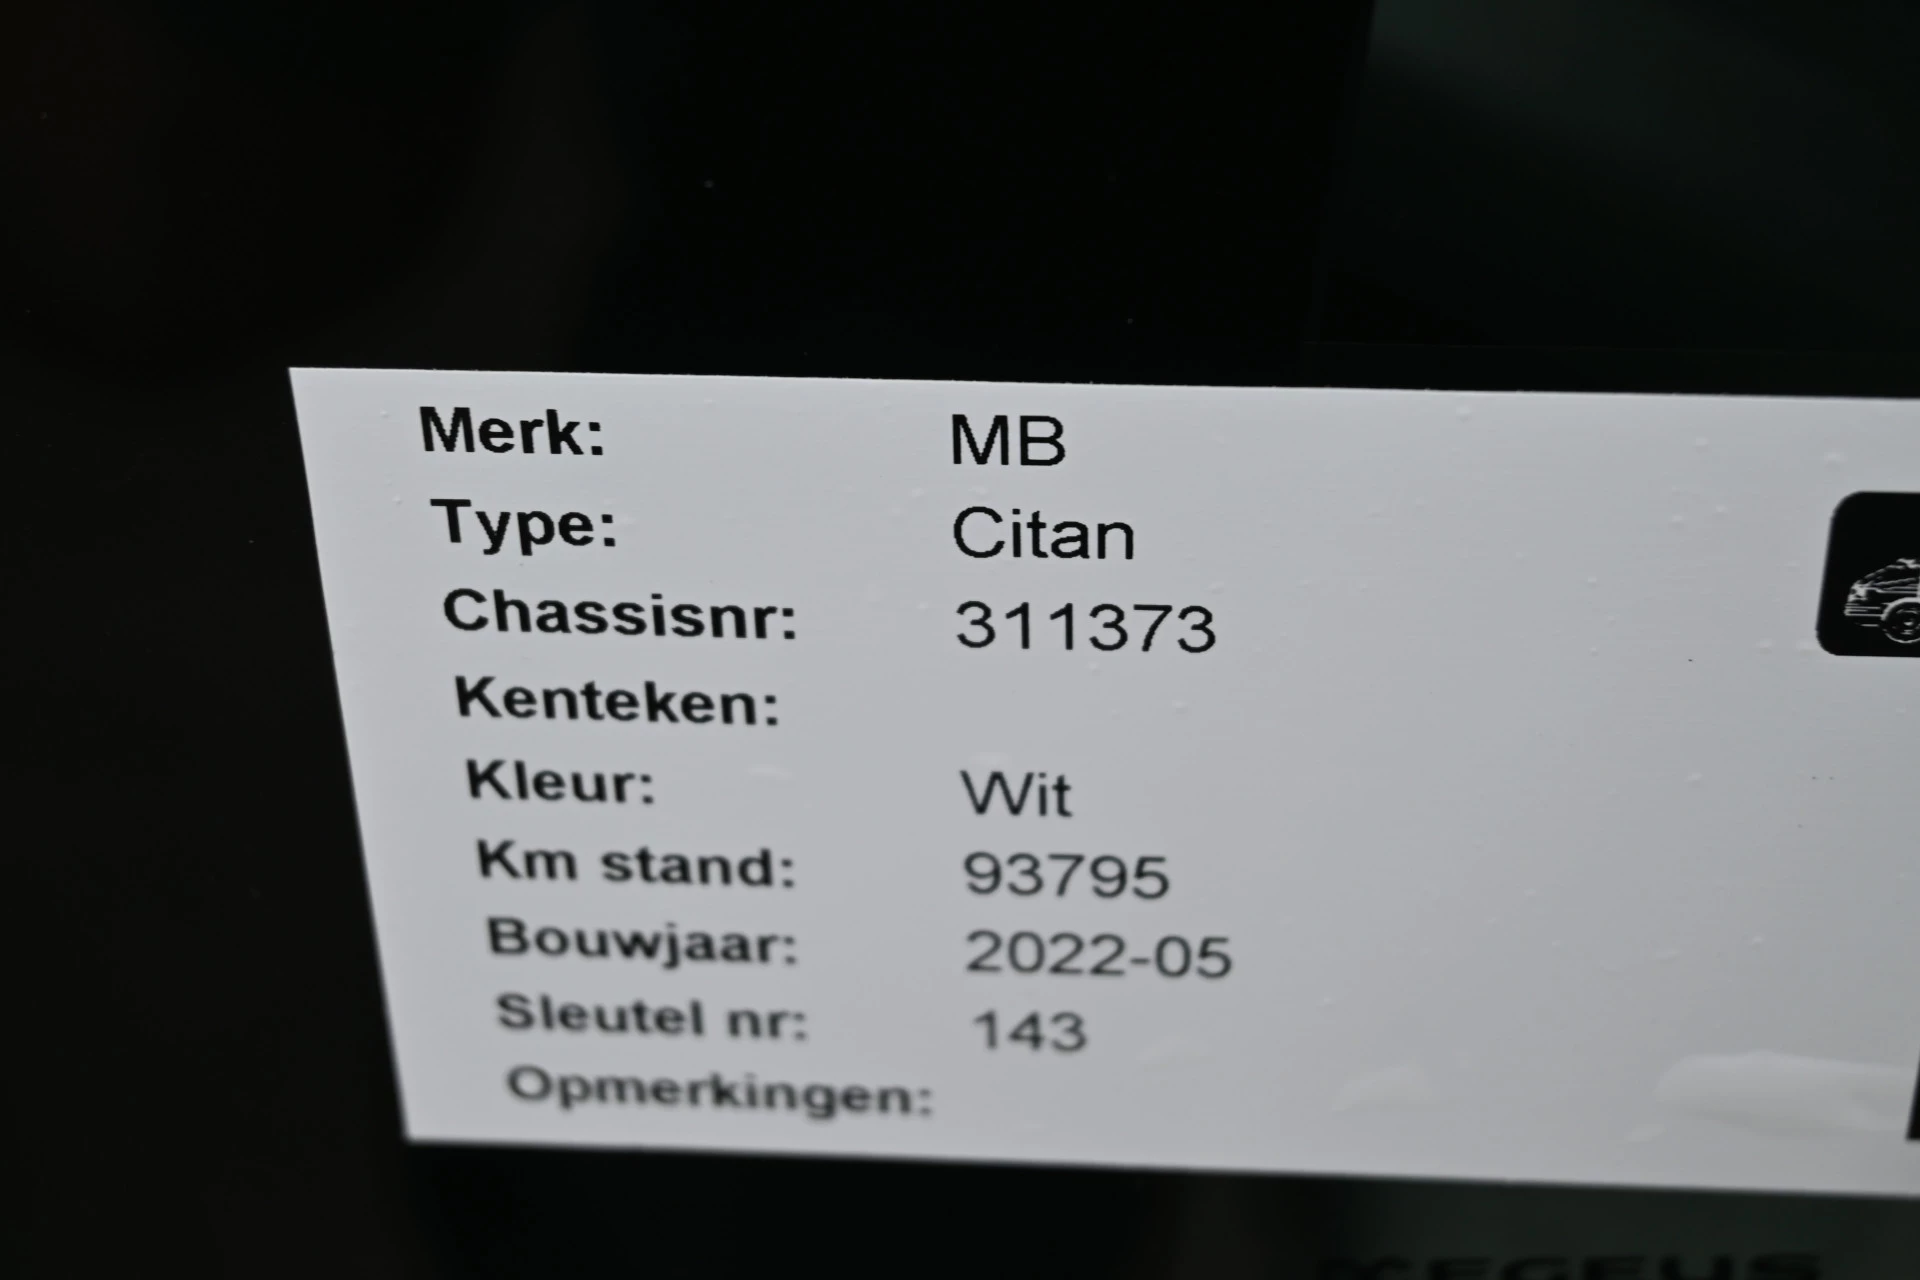 Merk: MB
Type: Citan
Chassisnr: 311373
Kenteken:
Kleur: Wit
Km stand: 93795
Bouwjaar: 2022-05
Sleutel nr: 143
Opmerkingen: